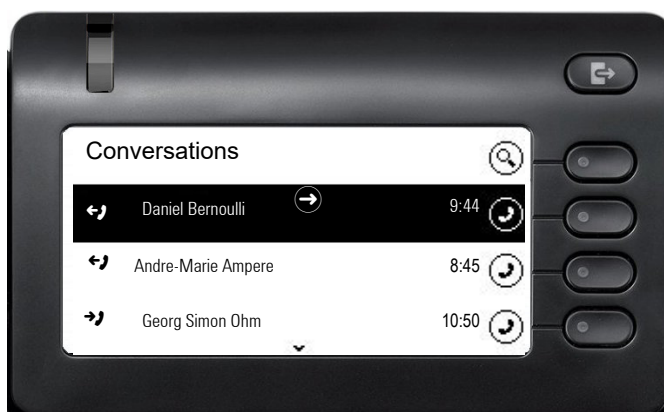 Conversations
Daniel Bernoulli 9:44
Andre-Marie Ampere 8:45
Georg Simon Ohm 10:50